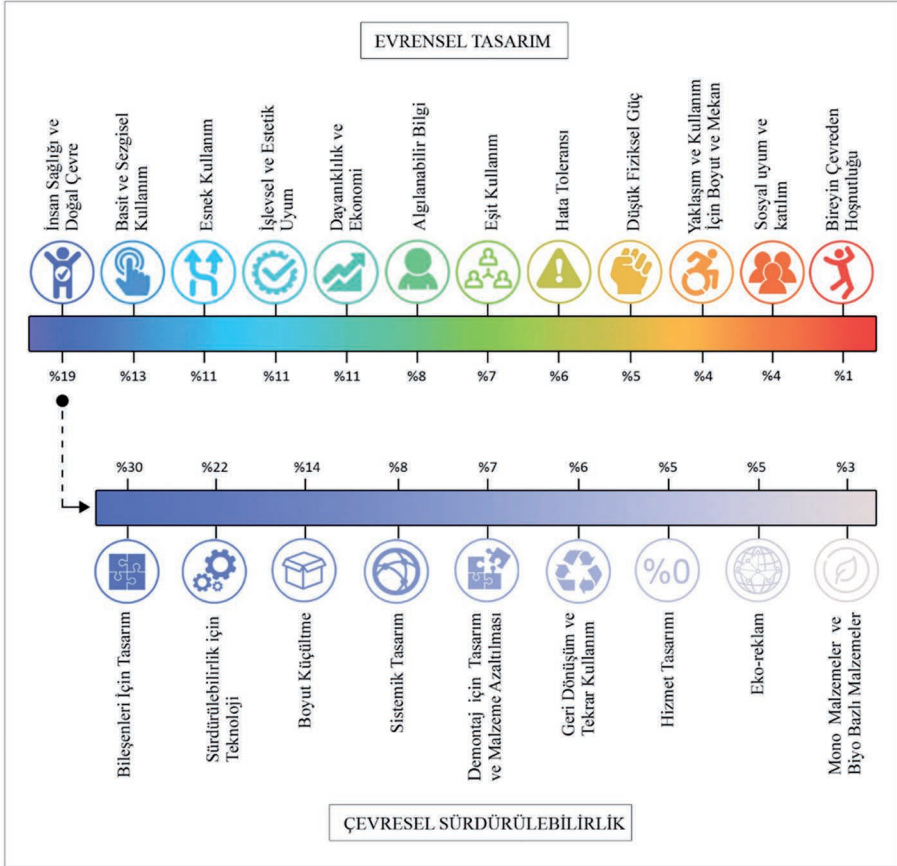 EVRENSEL TASARIM
İnsan Sağlığı ve
Doğal Çevre
Basit ve Sezgisel
Kullanım
Esnek Kullanım
İşlevsel ve Estetik
Uyum
Dayanıklılık ve
Ekonomi
Algılanabilir Bilgi
Eşit Kullanım
Hata Toleransı
Düşük Fiziksel Güç
Yaklaşım ve Kullanım
İçin Boyut ve Mekan
Sosyal uyum ve
katılım
Bireyin Çevreden
Hoşnutluğu
%19
%13
%11
%11
%11
%8
%7
%6
%5
%4
%4
%1
%30
%22
%14
%8
%7
%6
%5
%5
%3
%0
Bileşenleri İçin Tasarım
Sürdürülebilirlik için
Teknoloji
Boyut Küçültme
Sistemik Tasarım
Demontaj için Tasarım
ve Malzeme Azaltılması
Geri Dönüşüm ve
Tekrar Kullanım
Hizmet Tasarımı
Eko-reklam
Mono Malzemeler ve
Biyo Bazlı Malzemeler
ÇEVRESEL SÜRDÜRÜLEBİLİRLİK